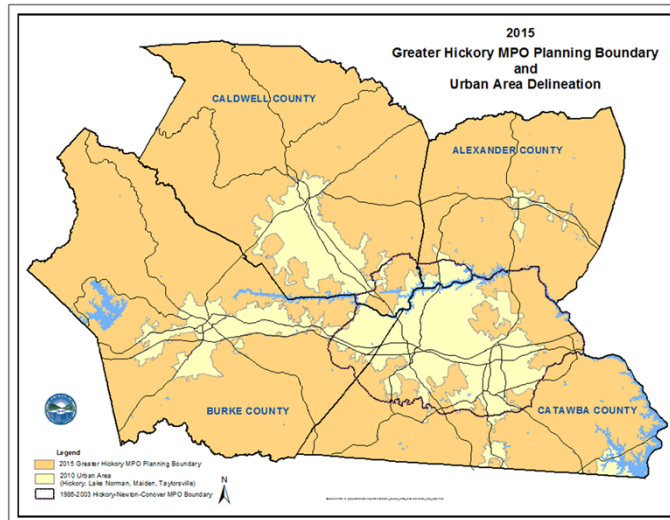 2015
Greater Hickory MPO Planning Boundary
and
Urban Area Delineation
CALDWELL COUNTY
ALEXANDER COUNTY
BURKE COUNTY
CATAWBA COUNTY
Legend
2015 Greater Hickory MPO Planning Boundary
2010 Urban Area
(Hickory, Lake Norman, Maiden, Taylorsville)
Hickory-Newton-Conover MPO Boundary
N